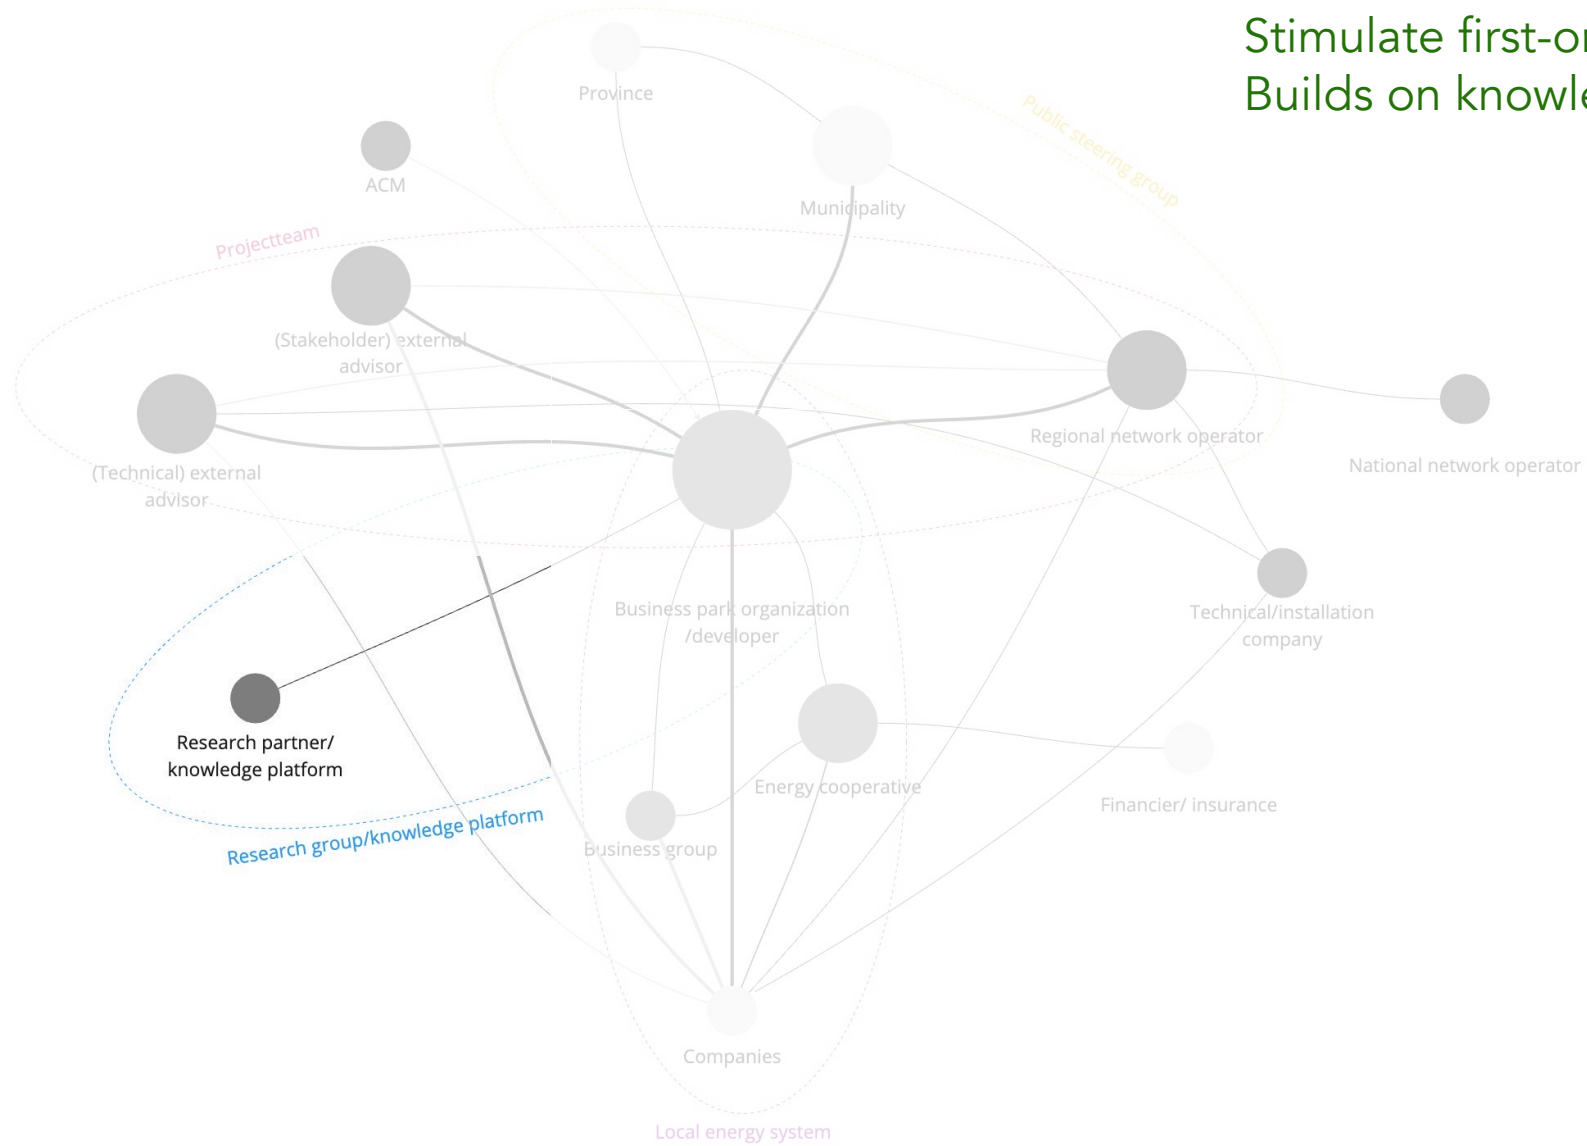 Stimulate first-or
Builds on knowle
Province
Public steering group
ACM
Municipality
Projectteam
(Stakeholder) external
advisor
Regional network operator
National network operator
(Technical) external
advisor
Business park organization
/developer
Technical/installation
company
Research partner/
knowledge platform
Energy cooperative
Financier/ insurance
Research group/knowledge platform
Business group
Companies
Local energy system